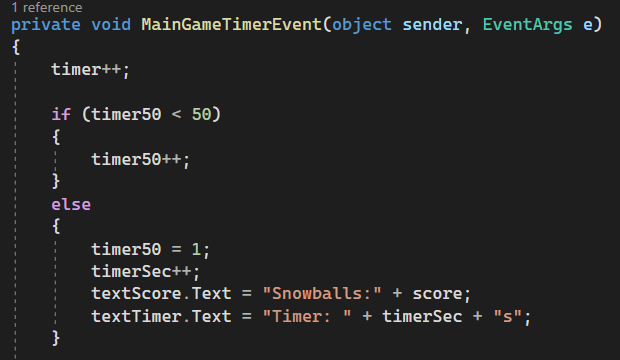 1 reference
private void MainGameTimerEvent(object sender, EventArgs e)
{
timer++;
if (timer50 < 50)
{
timer50++;
}
else
{
timer50 = 1;
timerSec++;
textScore.Text = "Snowballs:" + score;
textTimer.Text = "Timer: " + timerSec + "s";
}